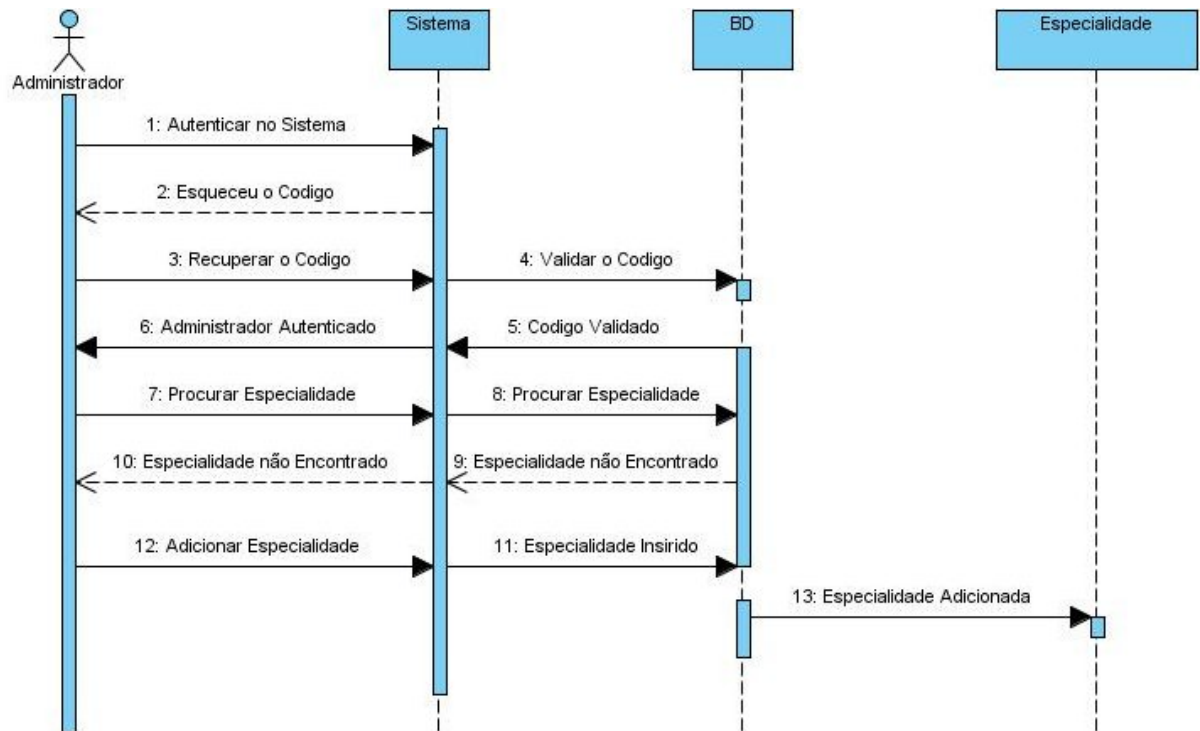 Sistema
BD
Especialidade
Administrador
1: Autenticar no Sistema
2: Esqueceu o Codigo
3: Recuperar o Codigo
4: Validar o Codigo
6: Administrador Autenticado
5: Codigo Validado
7: Procurar Especialidade
8: Procurar Especialidade
10: Especialidade não Encontrado
9: Especialidade não Encontrado
12: Adicionar Especialidade
11: Especialidade Insirido
13: Especialidade Adicionada